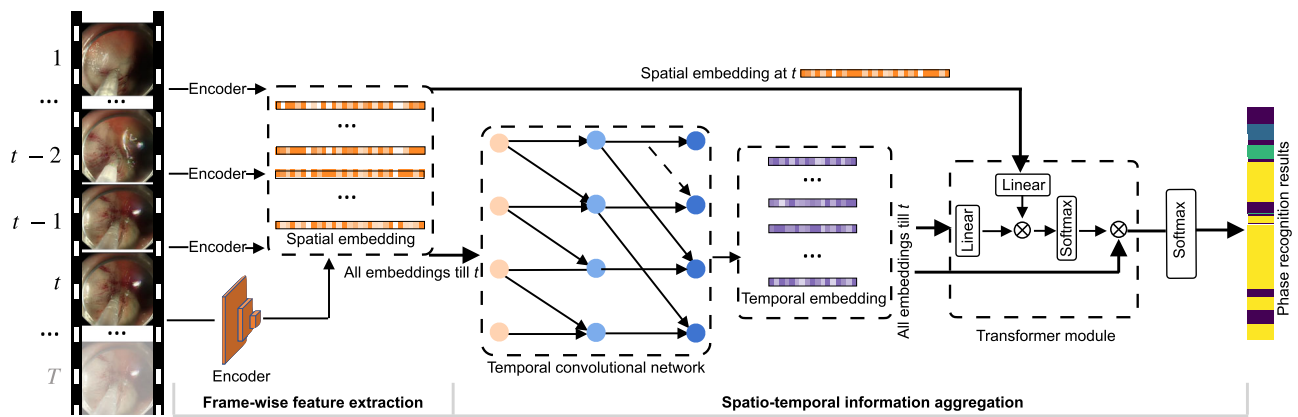 1
...
...
t − 2
t − 1
t
...
...
T
Encoder
Encoder
Encoder
Encoder
...
...
Spatial embedding
All embeddings till t
Spatial embedding at t
Temporal convolutional network
...
...
Temporal embedding
All embeddings till t
Linear
Linear
Softmax
Transformer module
Softmax
Phase recognition results
Frame-wise feature extraction
Spatio-temporal information aggregation